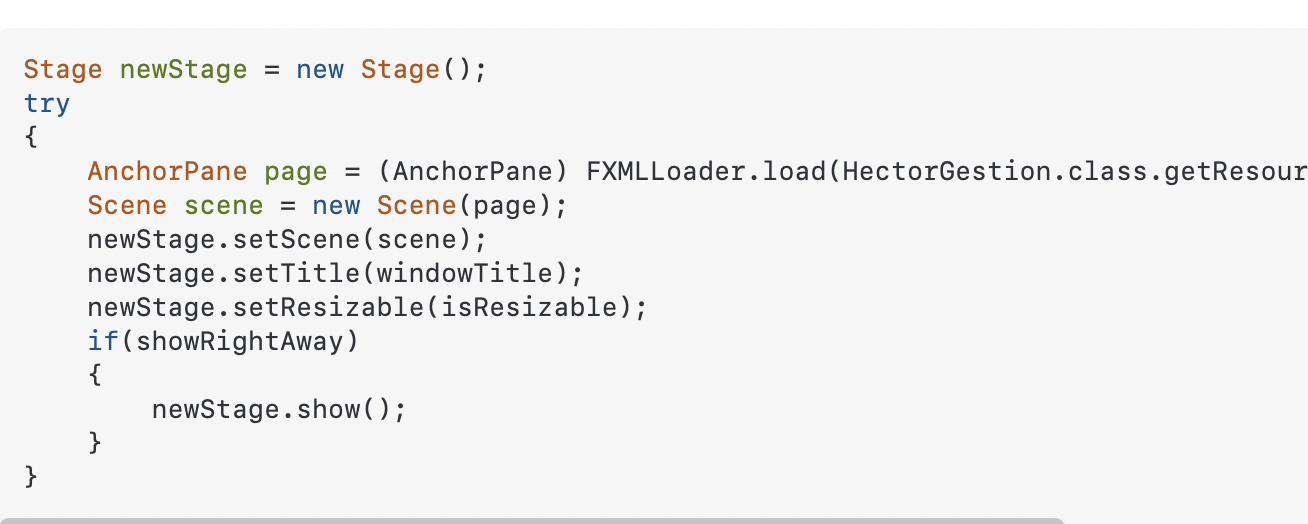 Stage newStage = new Stage();
try
{
    AnchorPane page = (AnchorPane) FXMLLoader.load(HectorGestion.class.getResour
    Scene scene = new Scene(page);
    newStage.setScene(scene);
    newStage.setTitle(windowTitle);
    newStage.setResizable(isResizable);
    if(showRightAway)
    {
        newStage.show();
    }
}